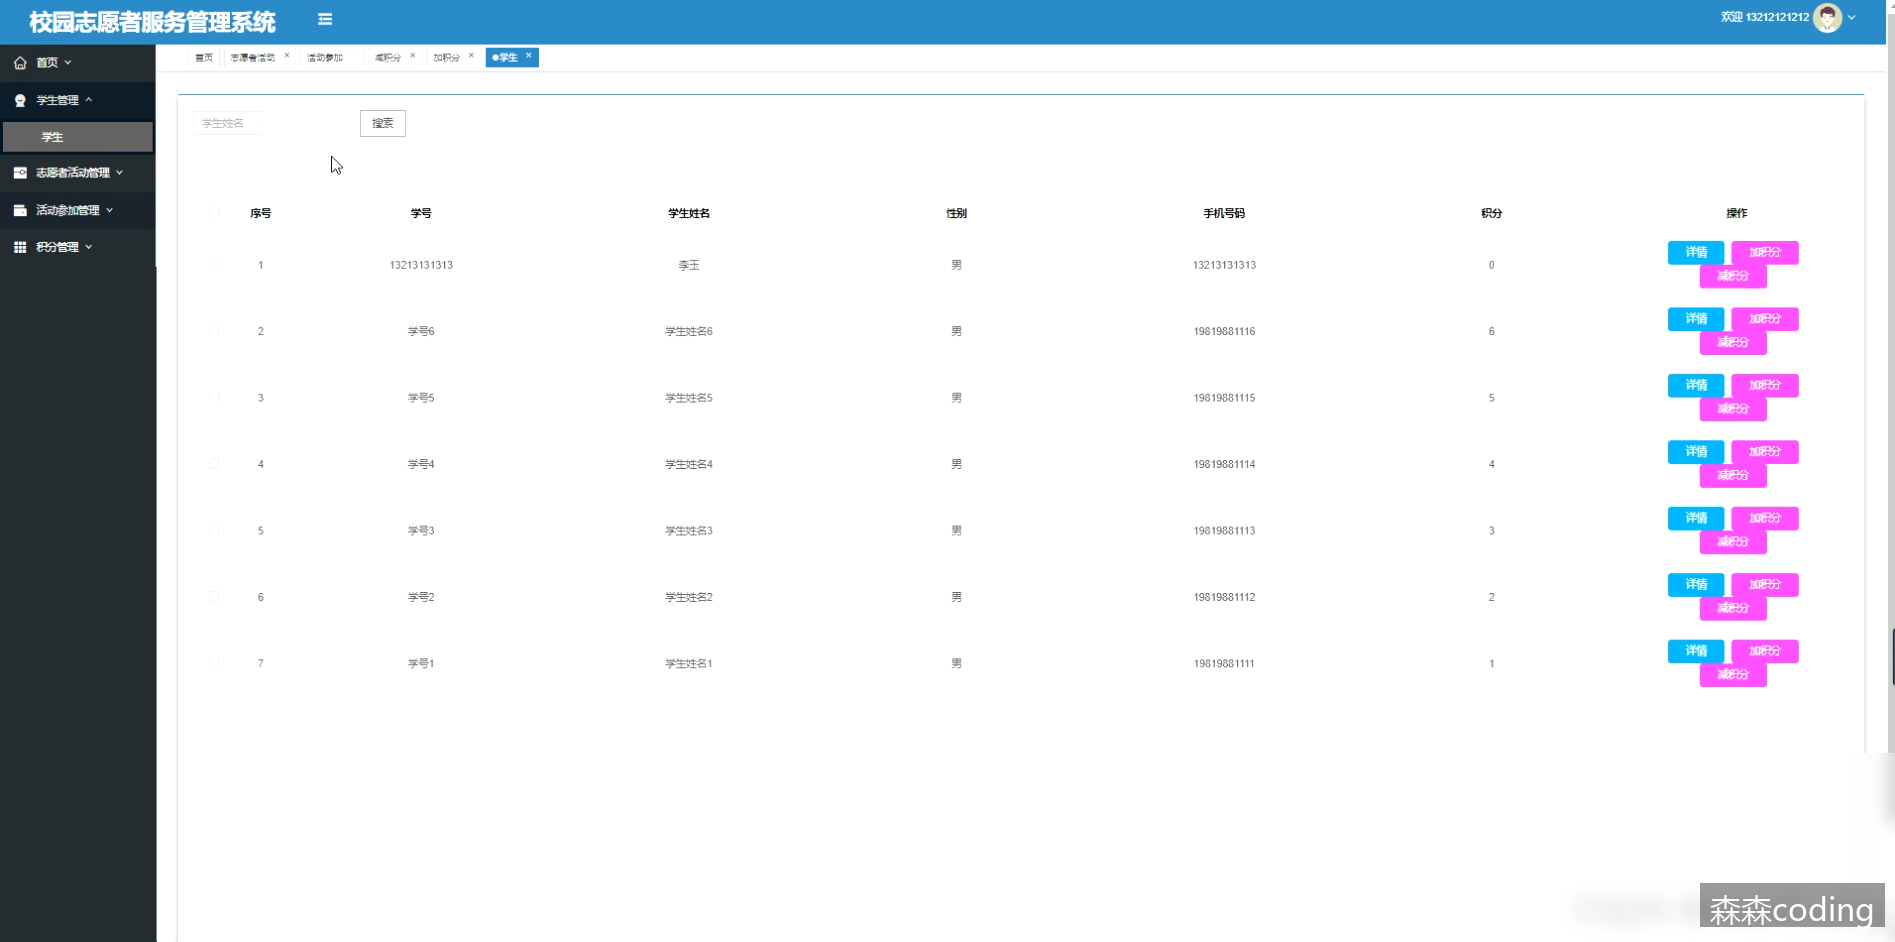 校园志愿者服务管理系统
欢迎 13212121212
首页
学生管理
学生
志愿者活动管理
活动参加管理
积分管理
首页 志愿者活动 × 活动参加 减积分 × 加积分 × ●学生 ×
学生姓名 搜索
序号 学号 学生姓名 性别 手机号码 积分 操作
1 13213131313 李玉 男 13213131313 0 详情 加积分
减积分
2 学号6 学生姓名6 男 19819881116 6 详情 加积分
减积分
3 学号5 学生姓名5 男 19819881115 5 详情 加积分
减积分
4 学号4 学生姓名4 男 19819881114 4 详情 加积分
减积分
5 学号3 学生姓名3 男 19819881113 3 详情 加积分
减积分
6 学号2 学生姓名2 男 19819881112 2 详情 加积分
减积分
7 学号1 学生姓名1 男 19819881111 1 详情 加积分
减积分
森森coding